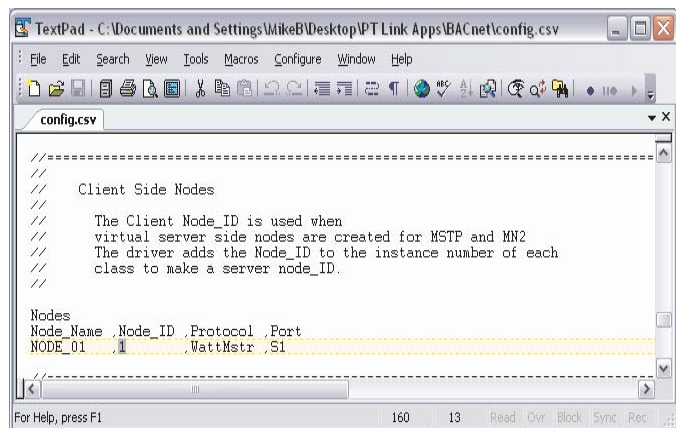 TextPad - C:\Documents and Settings\MikeB\Desktop\PT Link Apps\BACnet\config.csv
File Edit Search View Tools Macros Configure Window Help
config.csv
//===========================================================================
//
// Client Side Nodes
//
// The Client Node_ID is used when
// virtual server side nodes are created for MSTP and MN2
// The driver adds the Node_ID to the instance number of each
// class to make a server node_ID.
//
Nodes
Node_Name ,Node_ID ,Protocol ,Port
NODE_01 ,1 ,WattMstr ,S1
//---------------------------------------------------------------------------
For Help, press F1 160 13 Read Ovr Block Sync Rec